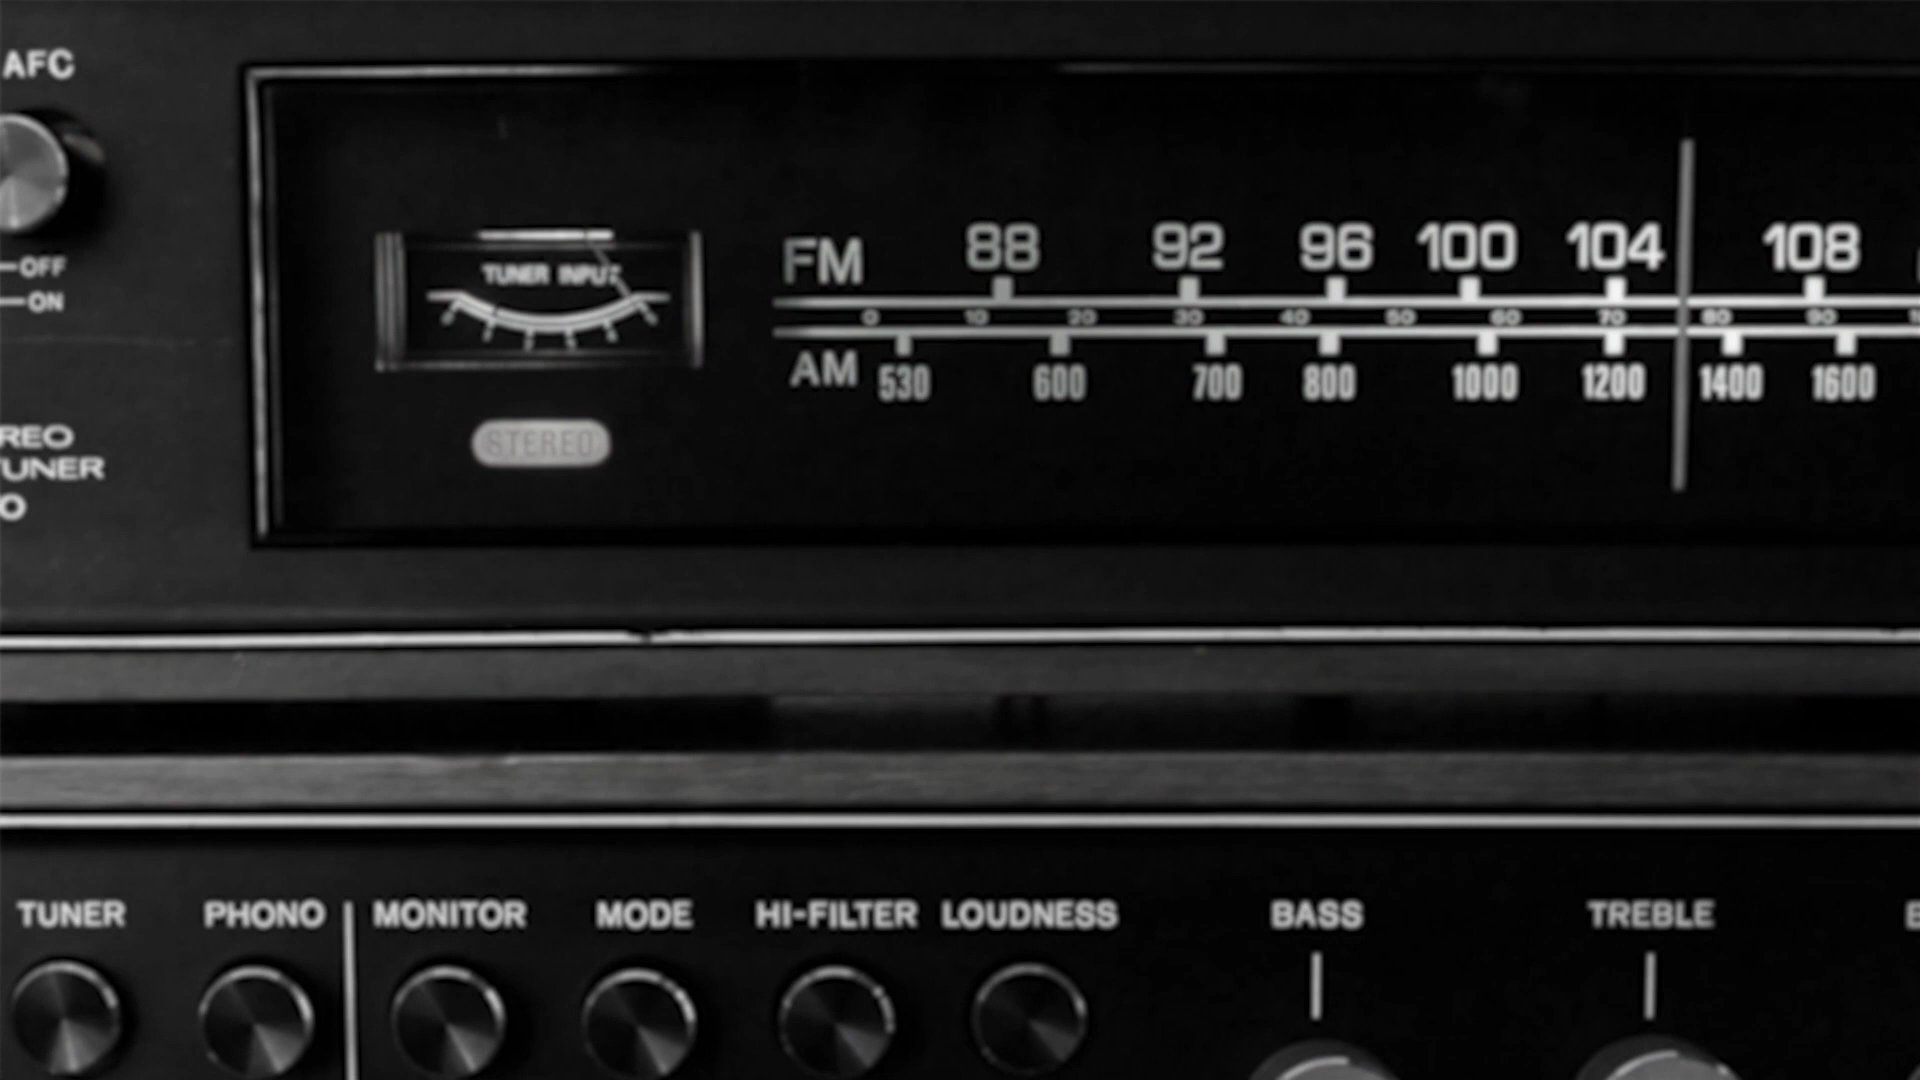 AFC
OFF
ON
TUNER INPUT
STEREO
FM 88 92 96 100 104 108
0 10 20 30 40 50 60 70 80 90
AM 530 600 700 800 1000 1200 1400 1600
REO
TUNER
O
TUNER PHONO MONITOR MODE HI-FILTER LOUDNESS BASS TREBLE